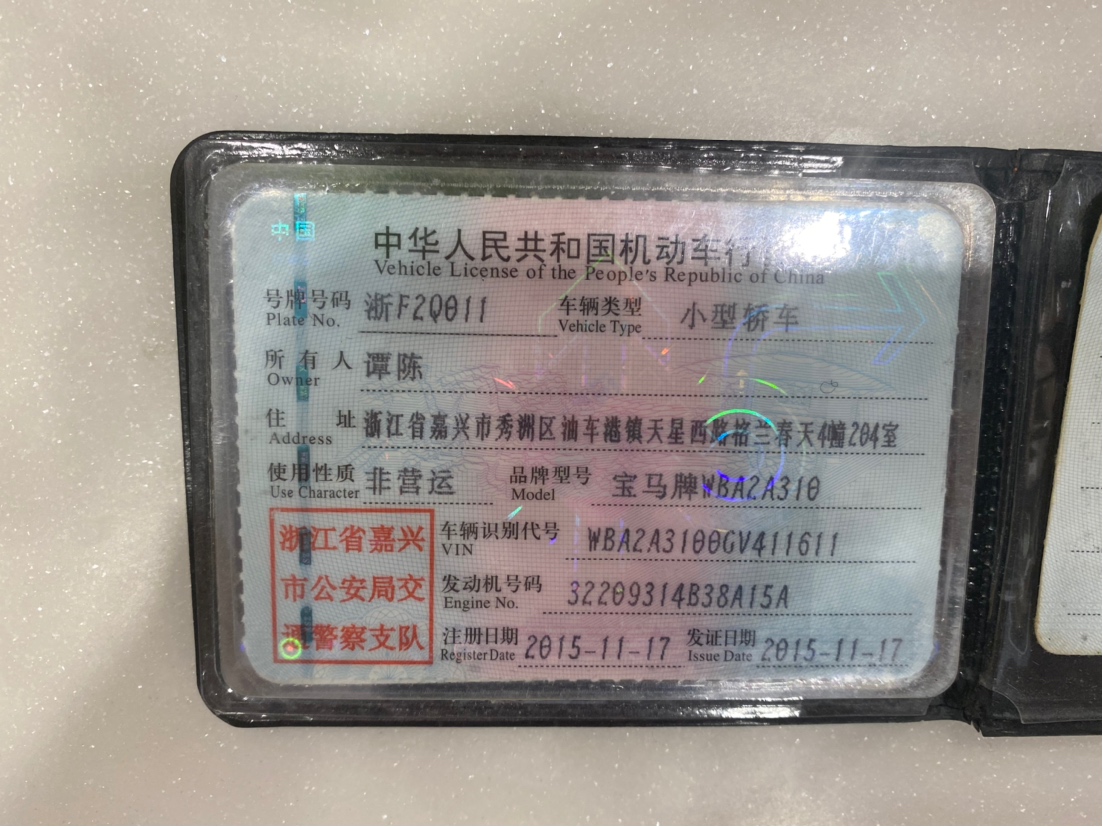 中国
中华人民共和国机动车行
Vehicle License of the People's Republic of China
号牌号码 浙F2Q011 车辆类型 小型轿车
Plate No. Vehicle Type
所有人 谭陈
Owner
住址 浙江省嘉兴市秀洲区油车港镇天星西路格兰春天4幢204室
Address
使用性质 非营运 品牌型号 宝马牌WBA2A310
Use Character Model
浙江省嘉兴 车辆识别代号 WBA2A3100GV411611
VIN
市公安局交 发动机号码 32209314B38A15A
Engine No.
通警察支队 注册日期 2015-11-17 发证日期 2015-11-17
Register Date Issue Date